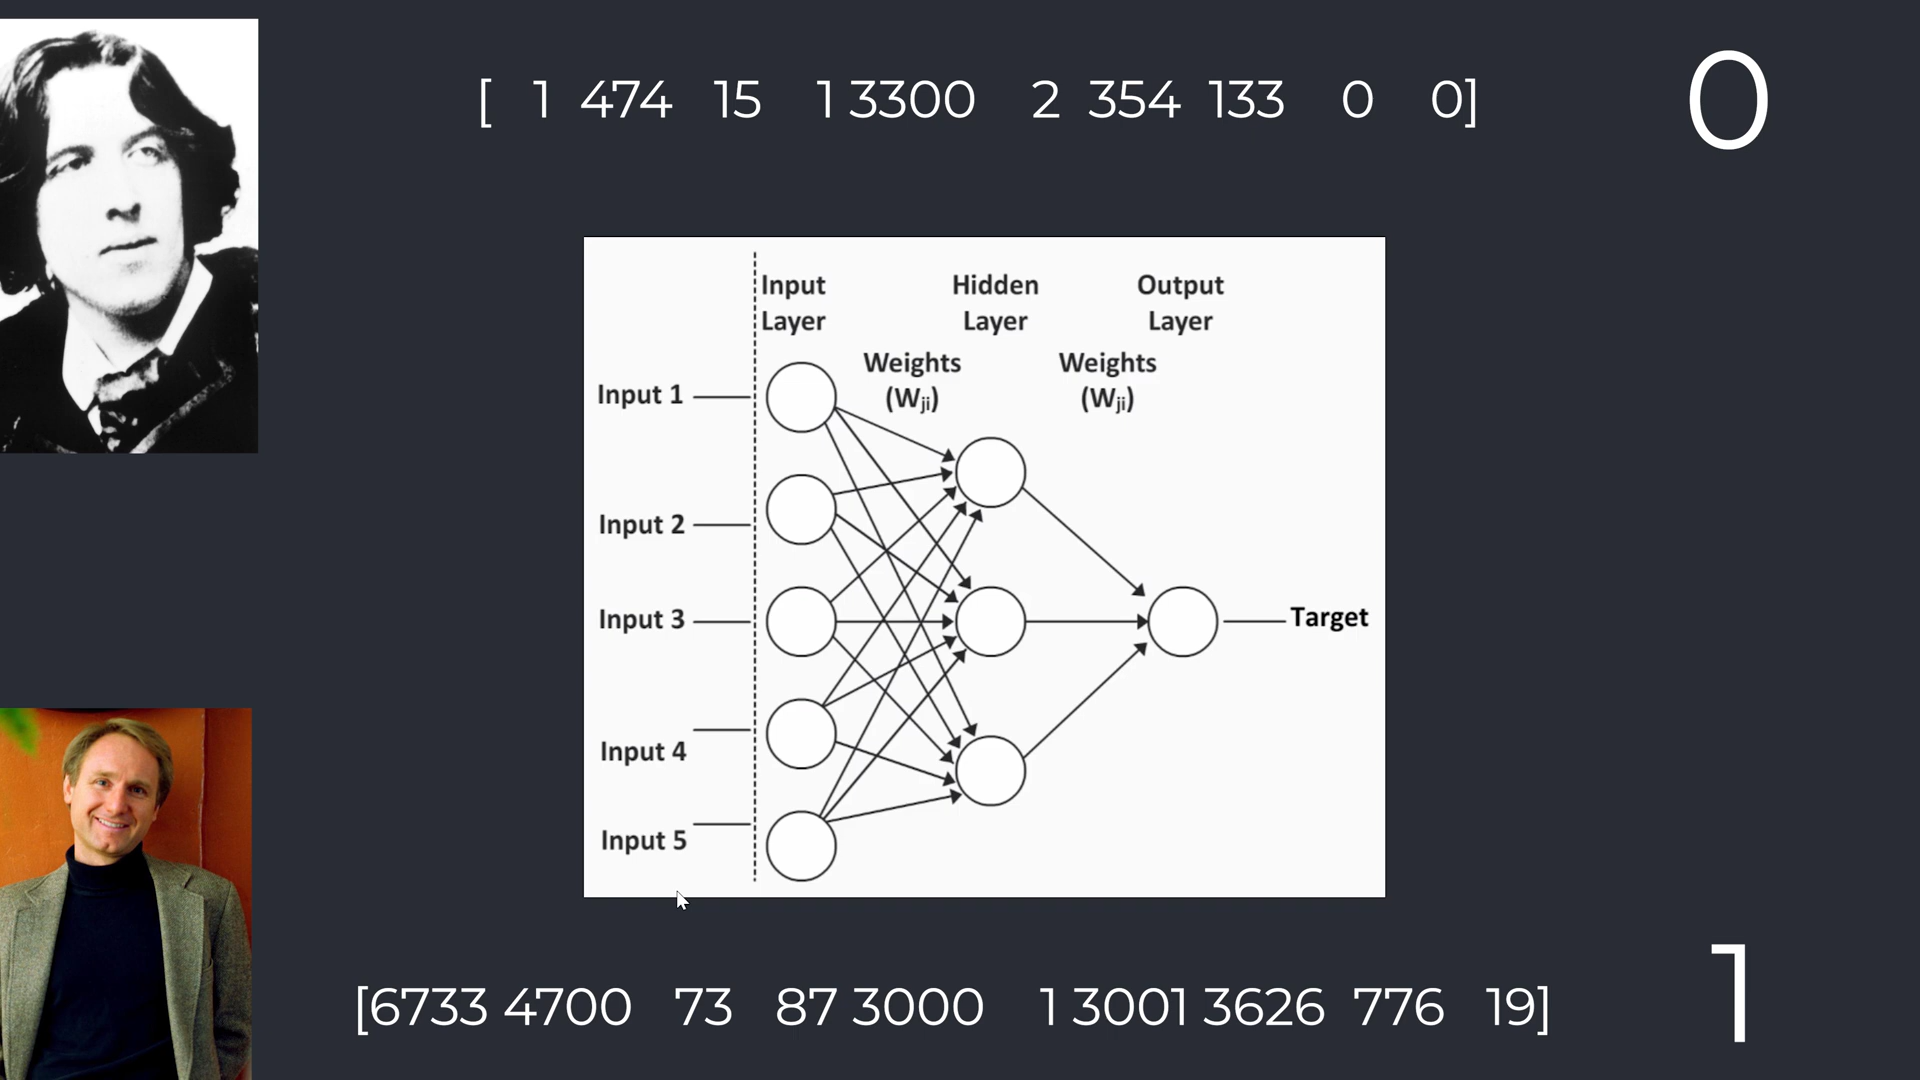 [ 1 474 15 1 3300 2 354 133 0 0]
0
Input Layer
Hidden Layer
Output Layer
Weights (Wji)
Weights (Wji)
Input 1
Input 2
Input 3
Input 4
Input 5
Target
[6733 4700 73 87 3000 1 3001 3626 776 19]
1